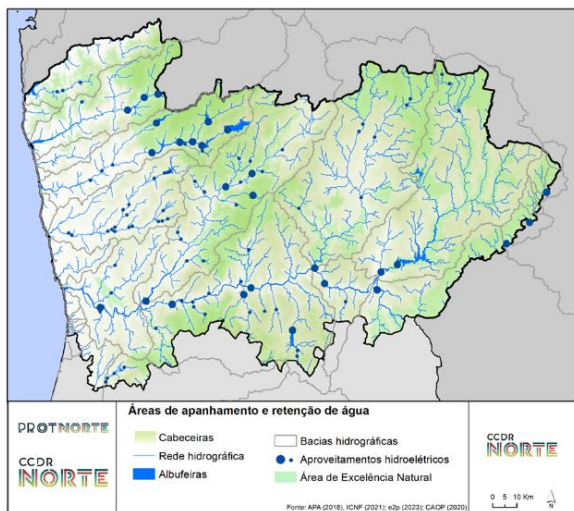 PROTNORTE
CCDR
NORTE
Áreas de apanhamento e retenção de água
Cabeceiras
Rede hidrográfica
Albufeiras
Bacias hidrográficas
Aproveitamentos hidroelétricos
Área de Excelência Natural
CCDR
NORTE
0 5 10 Km
N
Fonte: APA (2018), ICNF (2021); e2p (2023); CAOP (2020)